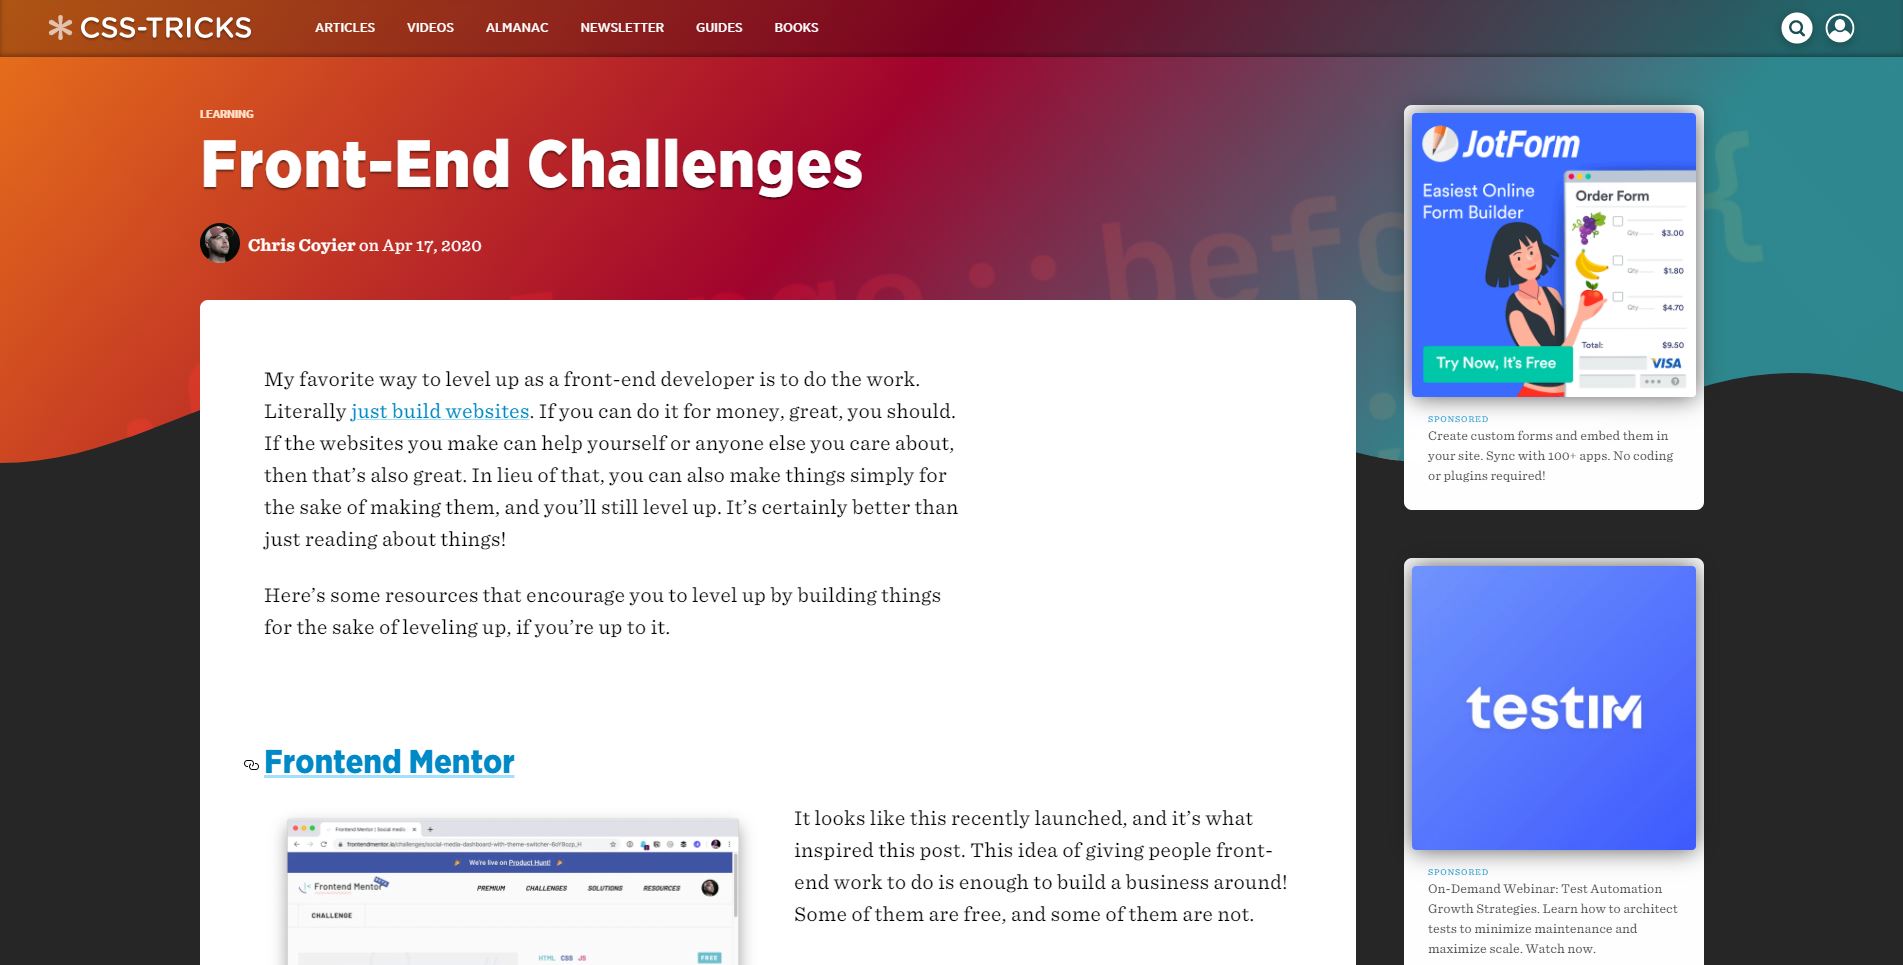 CSS-TRICKS
ARTICLES VIDEOS ALMANAC NEWSLETTER GUIDES BOOKS
LEARNING
Front-End Challenges
Chris Coyier on Apr 17, 2020
:: befo {
My favorite way to level up as a front-end developer is to do the work.
Literally just build websites. If you can do it for money, great, you should.
If the websites you make can help yourself or anyone else you care about,
then that’s also great. In lieu of that, you can also make things simply for
the sake of making them, and you’ll still level up. It’s certainly better than
just reading about things!
Here’s some resources that encourage you to level up by building things
for the sake of leveling up, if you’re up to it.
Frontend Mentor
Frontend Mentor | Social media
frontendmentor.io/challenges/social-media-dashboard-with-theme-switcher-6oY8ozp_H
We're live on Product Hunt!
Frontend Mentor BETA
PREMIUM CHALLENGES SOLUTIONS RESOURCES
CHALLENGE
HTML CSS JS
FREE
It looks like this recently launched, and it’s what
inspired this post. This idea of giving people front-
end work to do is enough to build a business around!
Some of them are free, and some of them are not.
JotForm
Easiest Online
Form Builder
Order Form
Qty $3.00
Qty $1.80
Qty $4.70
Total: $9.50
VISA
Try Now, It's Free
SPONSORED
Create custom forms and embed them in
your site. Sync with 100+ apps. No coding
or plugins required!
testim
SPONSORED
On-Demand Webinar: Test Automation
Growth Strategies. Learn how to architect
tests to minimize maintenance and
maximize scale. Watch now.